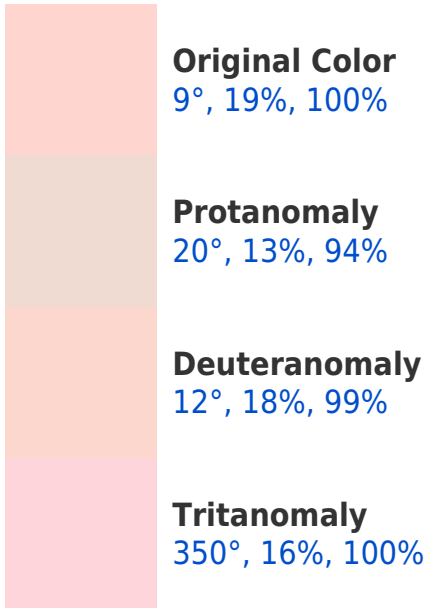 Original Color
9°, 19%, 100%
Protanomaly
20°, 13%, 94%
Deuteranomaly
12°, 18%, 99%
Tritanomaly
350°, 16%, 100%